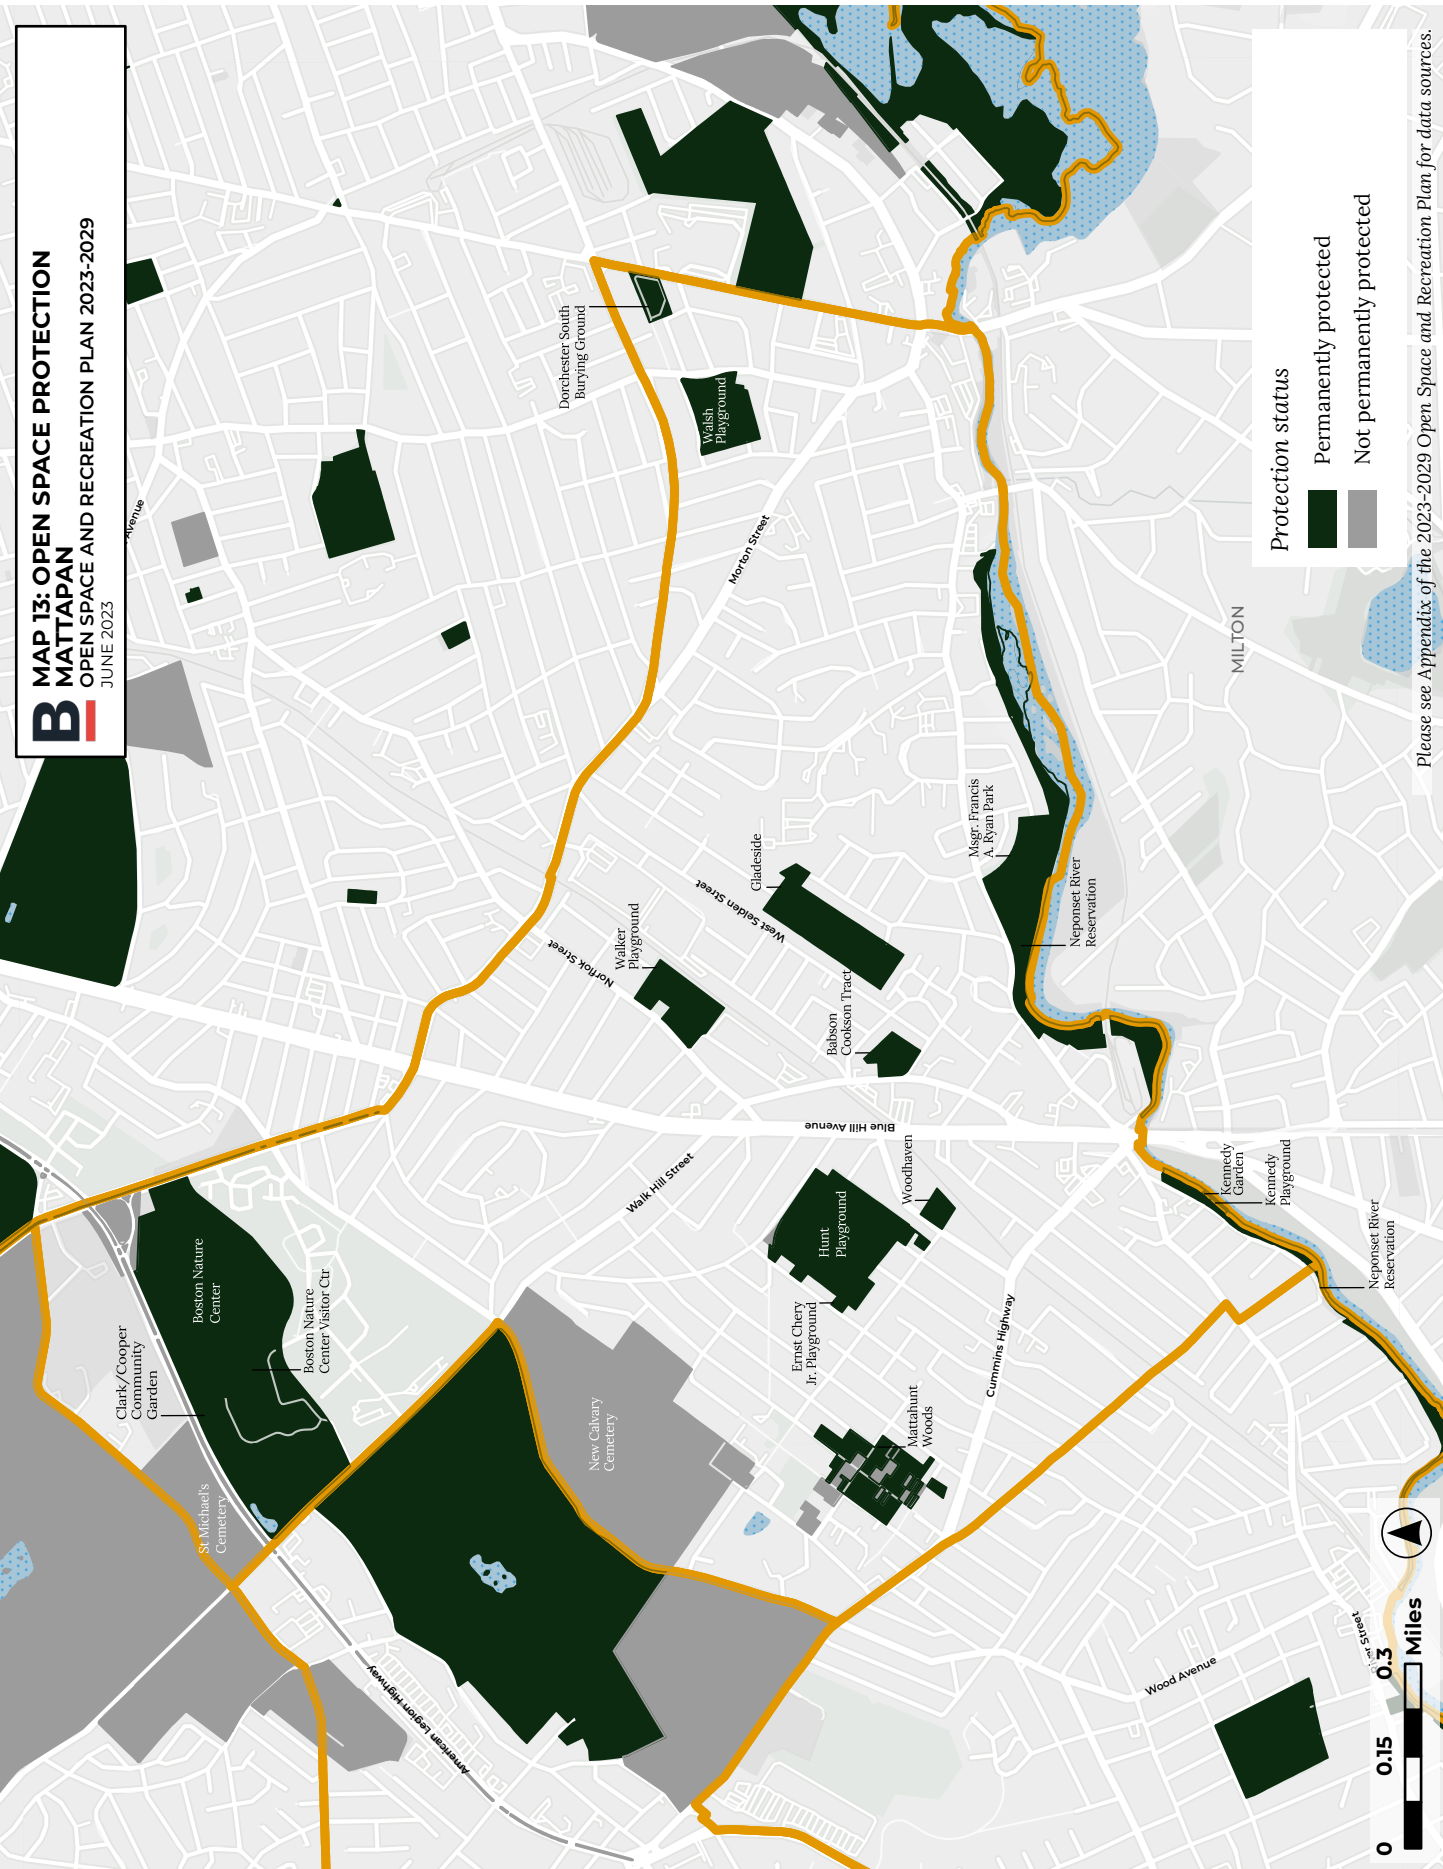 B
MAP 13: OPEN SPACE PROTECTION
MATTAPAN
OPEN SPACE AND RECREATION PLAN 2023-2029
JUNE 2023
Avenue
Dorchester South
Burying Ground
Walsh
Playground
Morton Street
Protection status
Permanently protected
Not permanently protected
MILTON
Please see Appendix of the 2023-2029 Open Space and Recreation Plan for data sources.
Msgr. Francis
A. Ryan Park
Gladeside
West Selden Street
Walker
Playground
Norflok Street
Babson
Cookson Tract
Neponset River
Reservation
Blue Hill Avenue
Woodhaven
Walk Hill Street
Hunt
Playground
Kennedy
Garden
Kennedy
Playground
Neponset River
Reservation
Boston Nature
Center
Boston Nature
Center Visitor Ctr
Clark/Cooper
Community
Garden
Ernst Chery
Jr. Playground
Cummins Highway
New Calvary
Cemetery
Mattahunt
Woods
St Michael's
Cemetery
American Legion Highway
Wood Avenue
Street
0
0.15
0.3
Miles